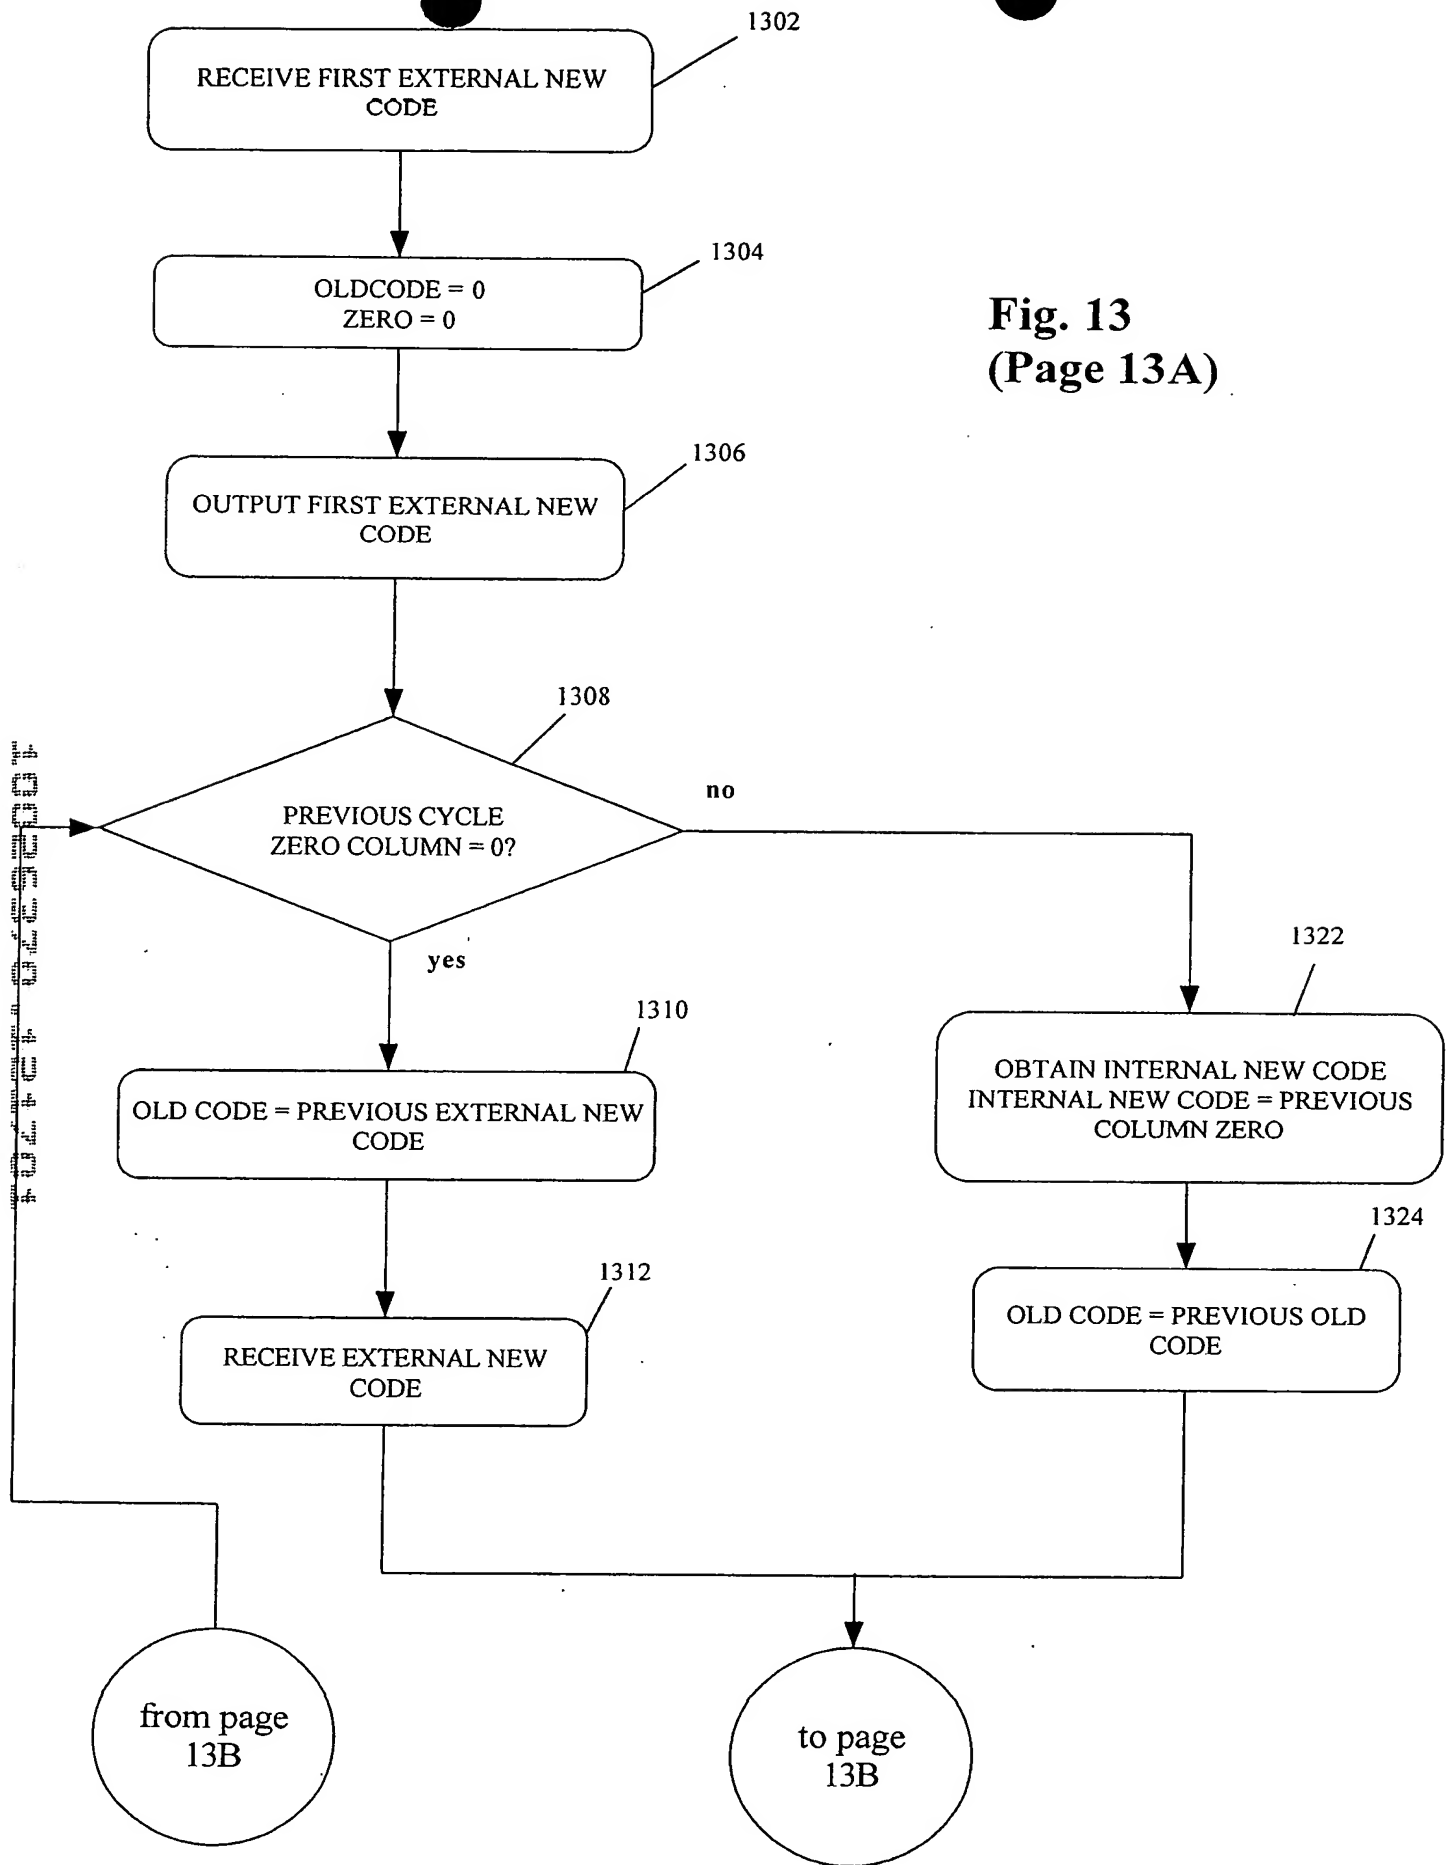 1302
RECEIVE FIRST EXTERNAL NEW
CODE
1304
OLDCODE = 0
ZERO = 0
Fig. 13
(Page 13A)
1306
OUTPUT FIRST EXTERNAL NEW
CODE
1308
PREVIOUS CYCLE
ZERO COLUMN = 0?
no
yes
1310
OLD CODE = PREVIOUS EXTERNAL NEW
CODE
1312
RECEIVE EXTERNAL NEW
CODE
1322
OBTAIN INTERNAL NEW CODE
INTERNAL NEW CODE = PREVIOUS
COLUMN ZERO
1324
OLD CODE = PREVIOUS OLD
CODE
from page
13B
to page
13B